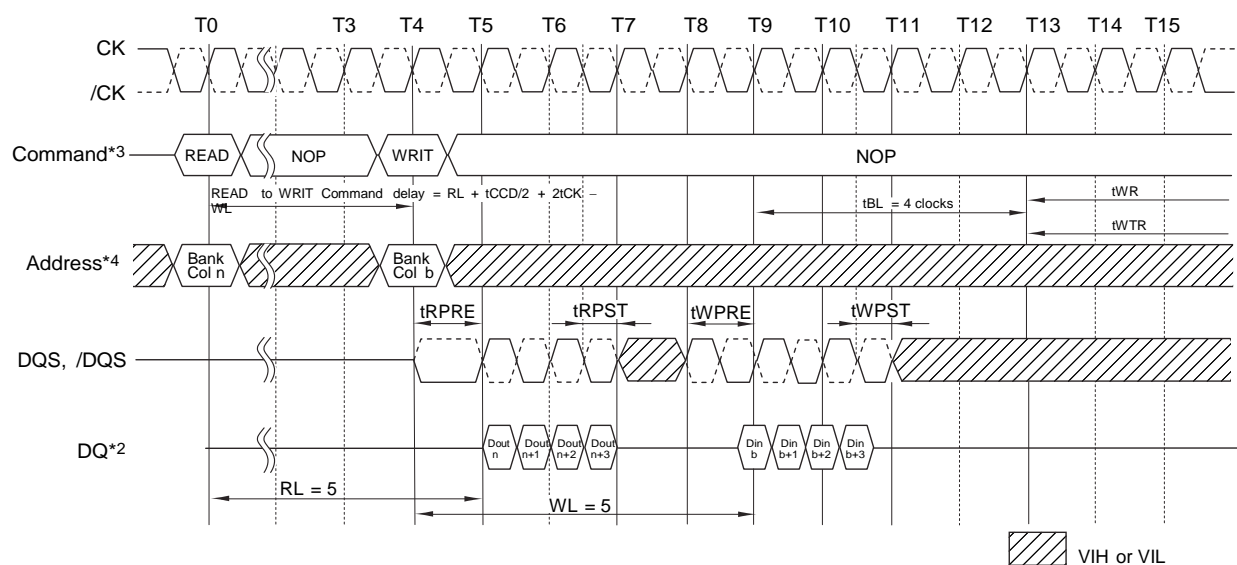 T0 T3 T4 T5 T6 T7 T8 T9 T10 T11 T12 T13 T14 T15
CK
/CK
Command*3 READ NOP WRIT NOP
READ to WRIT Command delay = RL + tCCD/2 + 2tCK –
WL
tBL = 4 clocks
tWR
tWTR
Address*4 Bank Col n Bank Col b
tRPRE tRPST tWPRE tWPST
DQS, /DQS
DQ*2 Dout n Dout n+1 Dout n+2 Dout n+3 Din b Din b+1 Din b+2 Din b+3
RL = 5
WL = 5
VIH or VIL